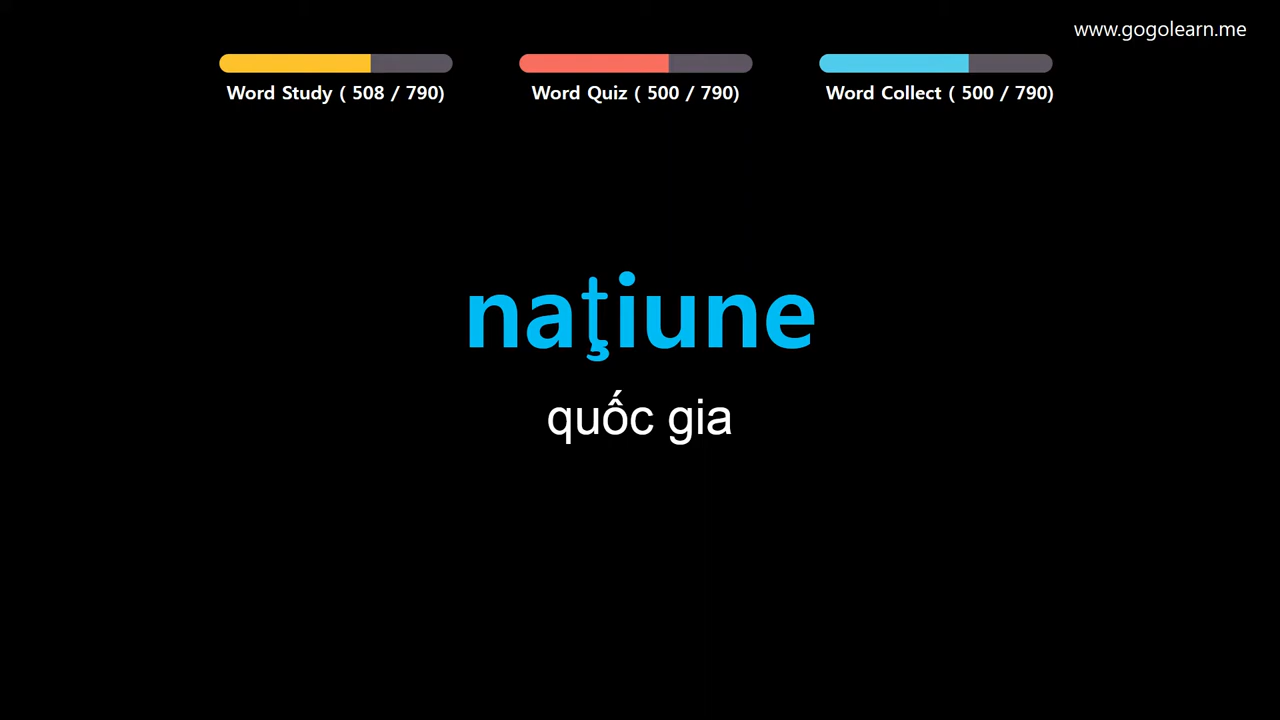 www.gogolearn.me
Word Study ( 508 / 790)
Word Quiz ( 500 / 790)
Word Collect ( 500 / 790)
naţiune
quốc gia